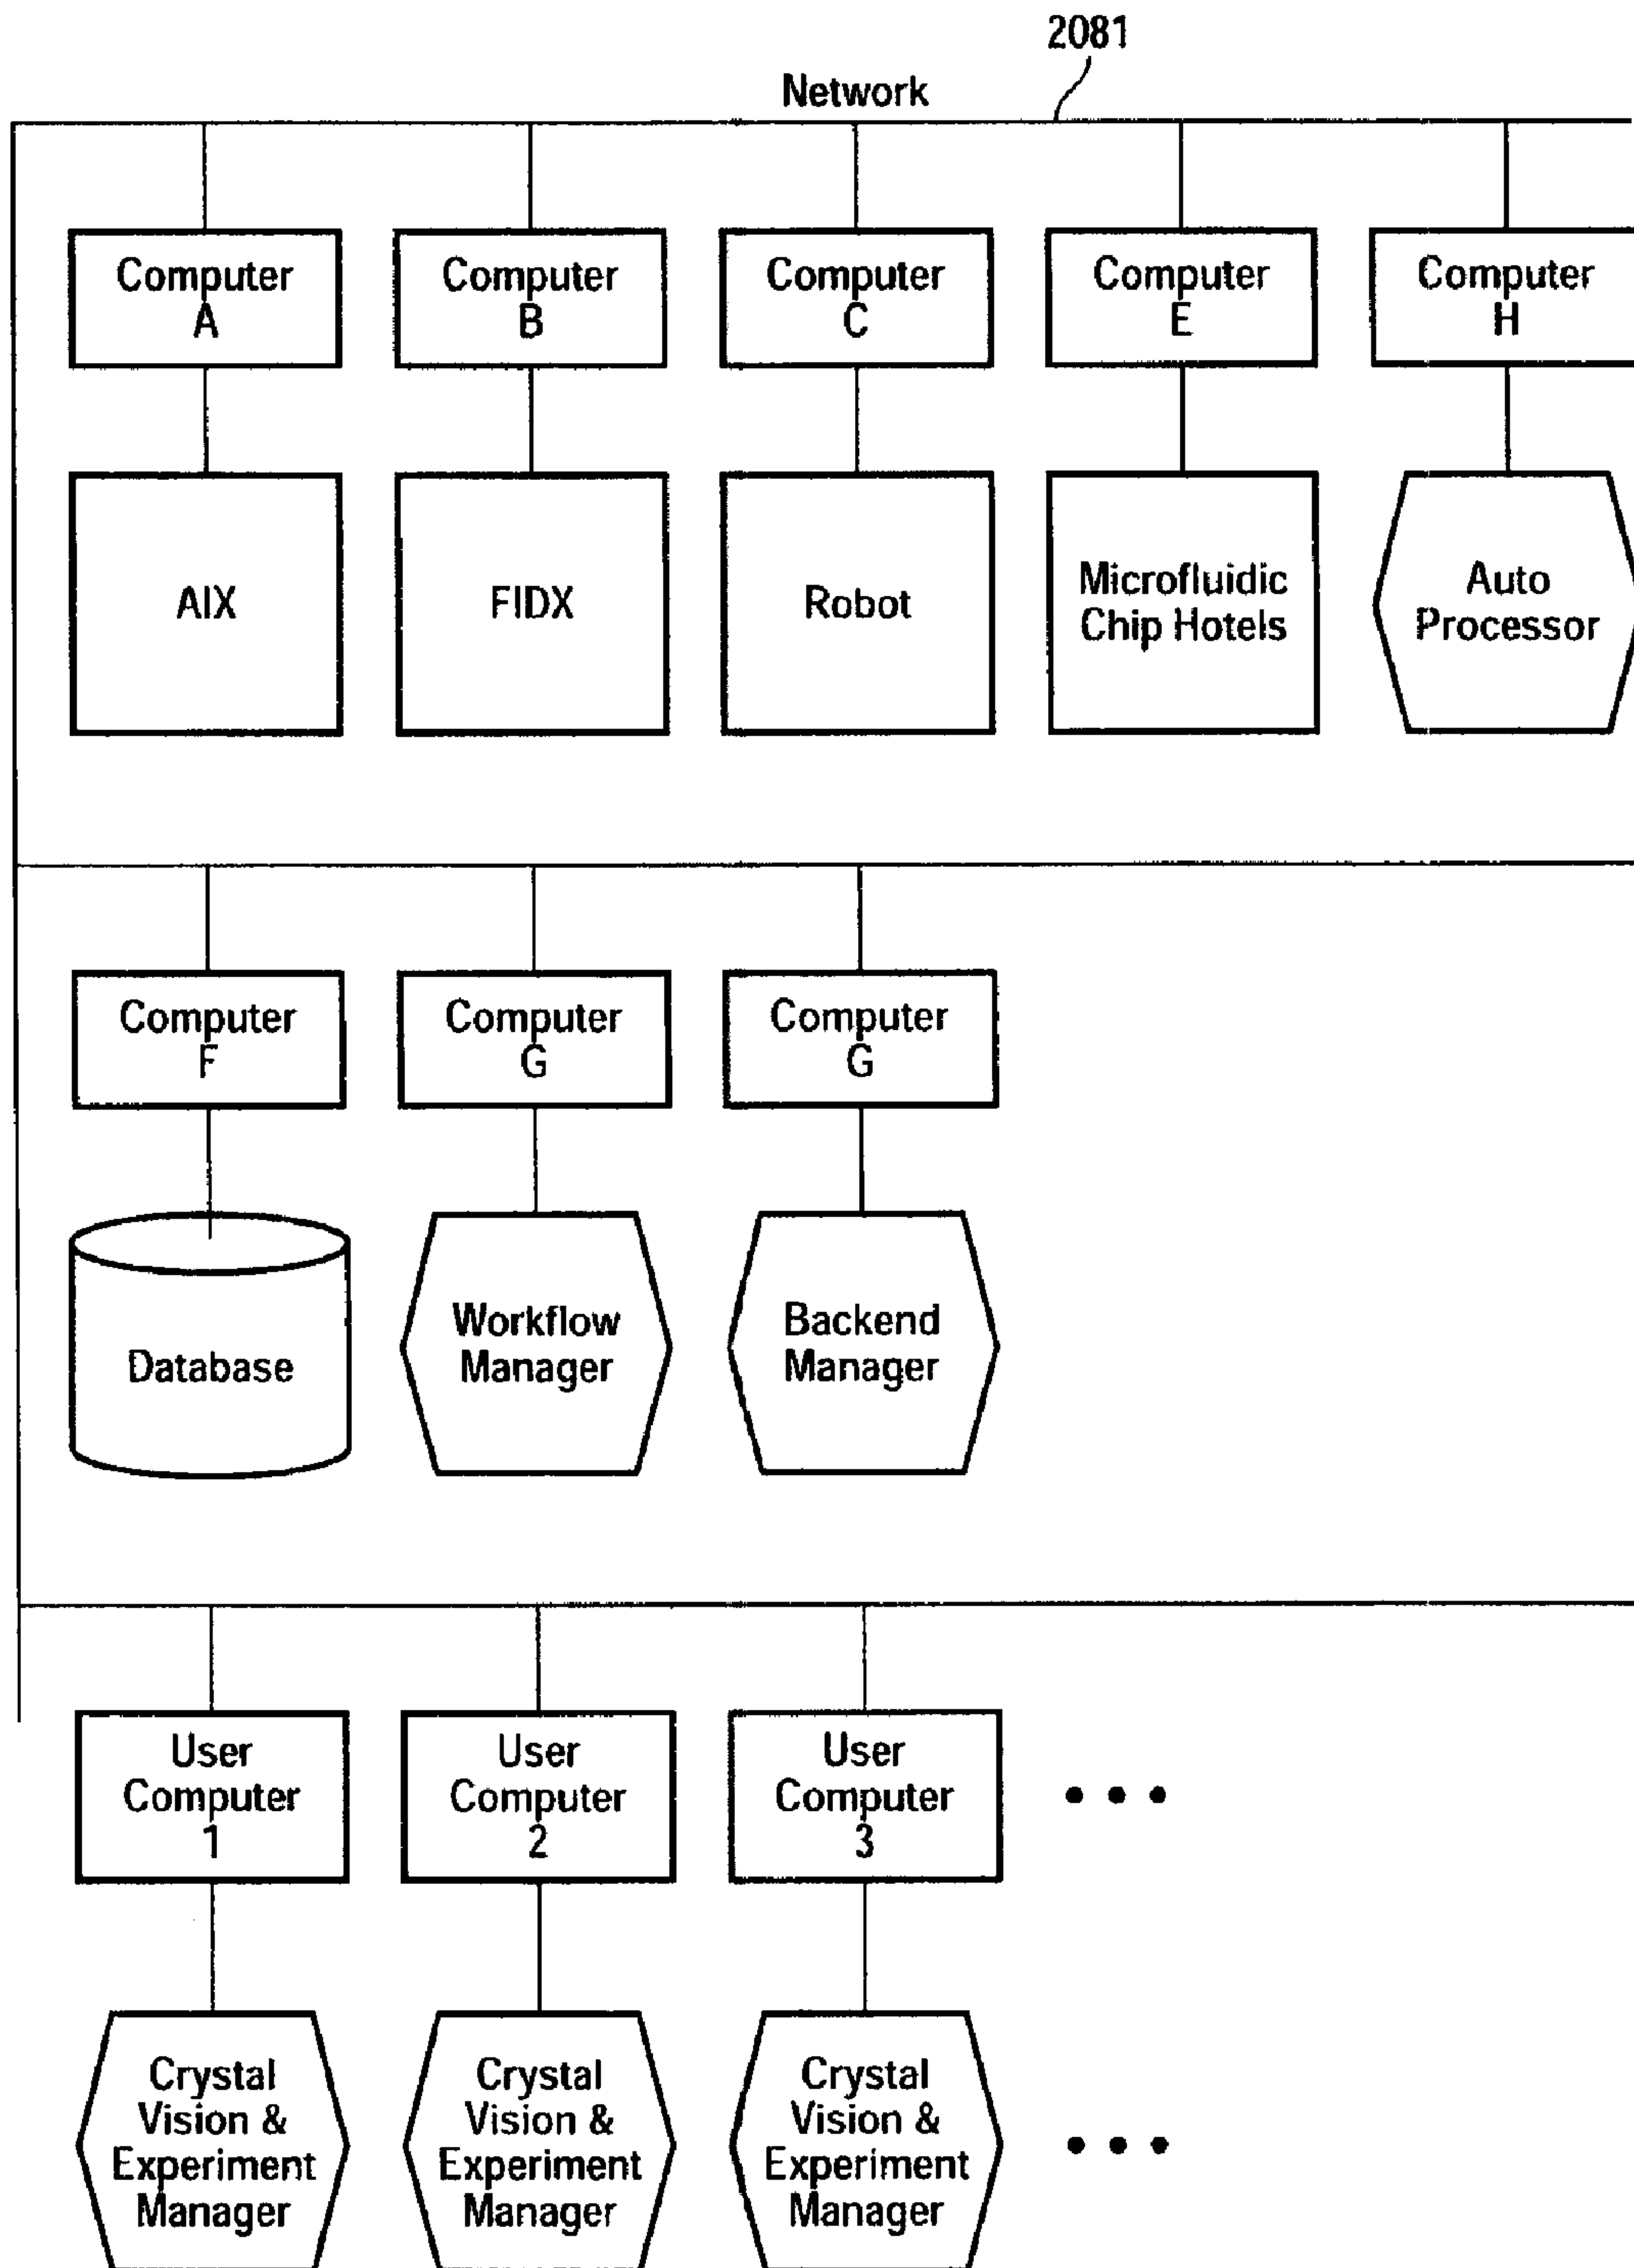 2081
Network
Computer
A
Computer
B
Computer
C
Computer
E
Computer
H
AIX
FIDX
Robot
Microfluidic
Chip Hotels
Auto
Processor
Computer
F
Computer
G
Computer
G
Database
Workflow
Manager
Backend
Manager
User
Computer
1
User
Computer
2
User
Computer
3
• • •
Crystal
Vision &
Experiment
Manager
Crystal
Vision &
Experiment
Manager
Crystal
Vision &
Experiment
Manager
• • •